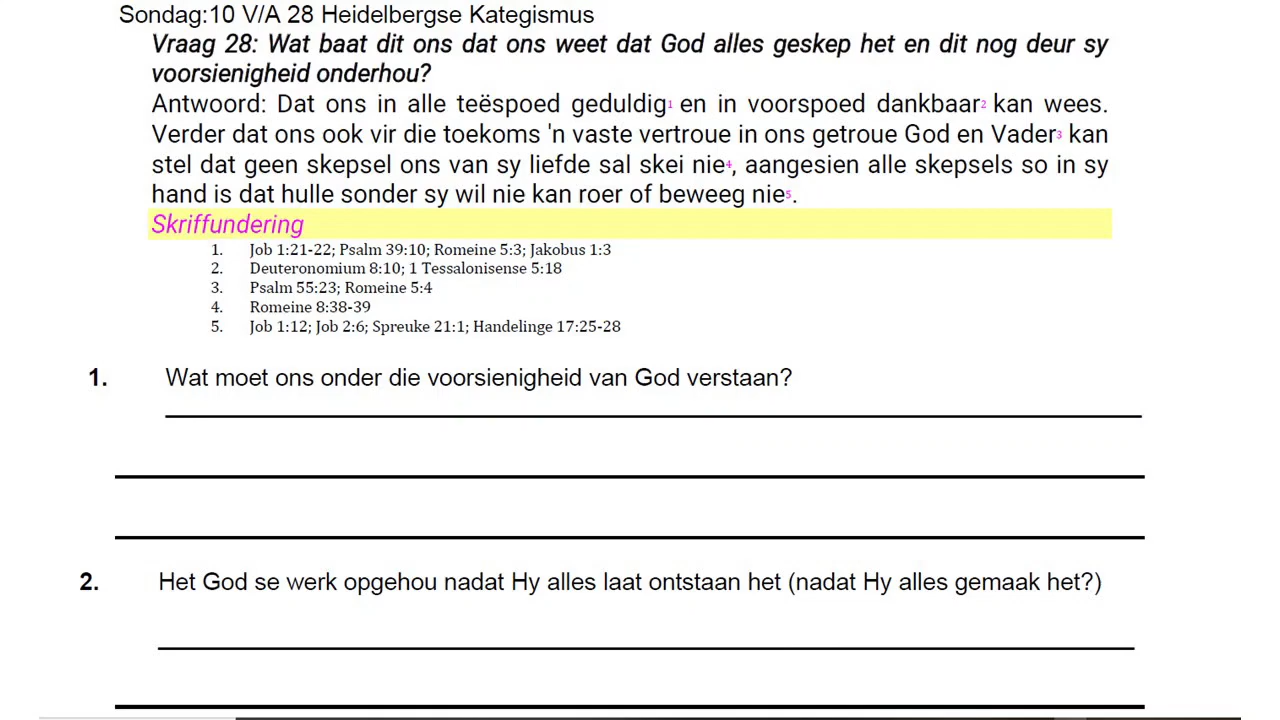 Sondag:10 V/A 28 Heidelbergse Kategismus
Vraag 28: Wat baat dit ons dat ons weet dat God alles geskep het en dit nog deur sy
voorsienigheid onderhou?
Antwoord: Dat ons in alle teëspoed geduldig1 en in voorspoed dankbaar2 kan wees.
Verder dat ons ook vir die toekoms 'n vaste vertroue in ons getroue God en Vader3 kan
stel dat geen skepsel ons van sy liefde sal skei nie4, aangesien alle skepsels so in sy
hand is dat hulle sonder sy wil nie kan roer of beweeg nie5.
Skriffundering
1. Job 1:21-22; Psalm 39:10; Romeine 5:3; Jakobus 1:3
2. Deuteronomium 8:10; 1 Tessalonisense 5:18
3. Psalm 55:23; Romeine 5:4
4. Romeine 8:38-39
5. Job 1:12; Job 2:6; Spreuke 21:1; Handelinge 17:25-28
1. Wat moet ons onder die voorsienigheid van God verstaan?
2. Het God se werk opgehou nadat Hy alles laat ontstaan het (nadat Hy alles gemaak het?)